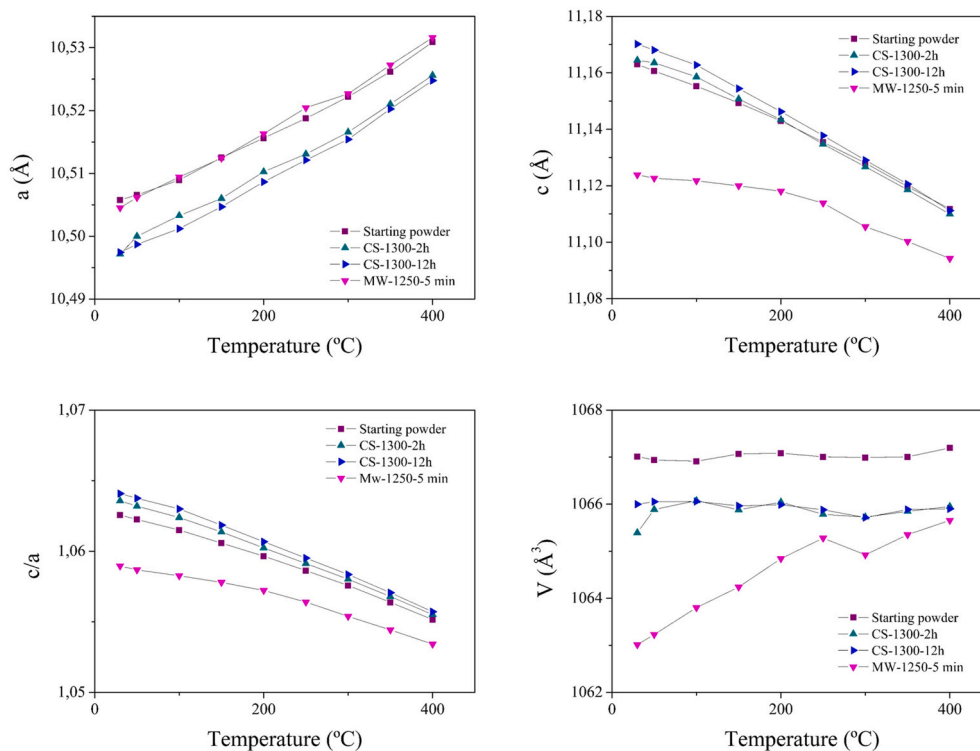 10,53
10,52
10,51
10,50
10,49
a (Å)
Starting powder
CS-1300-2h
CS-1300-12h
MW-1250-5 min
0
200
400
Temperature (ºC)
11,18
11,16
11,14
11,12
11,10
11,08
c (Å)
Starting powder
CS-1300-2h
CS-1300-12h
MW-1250-5 min
0
200
400
Temperature (ºC)
1,07
1,06
1,05
c/a
Starting powder
CS-1300-2h
CS-1300-12h
Mw-1250-5 min
0
200
400
Temperature (ºC)
1068
1066
1064
1062
V (Å³)
Starting powder
CS-1300-2h
CS-1300-12h
MW-1250-5 min
0
200
400
Temperature (ºC)